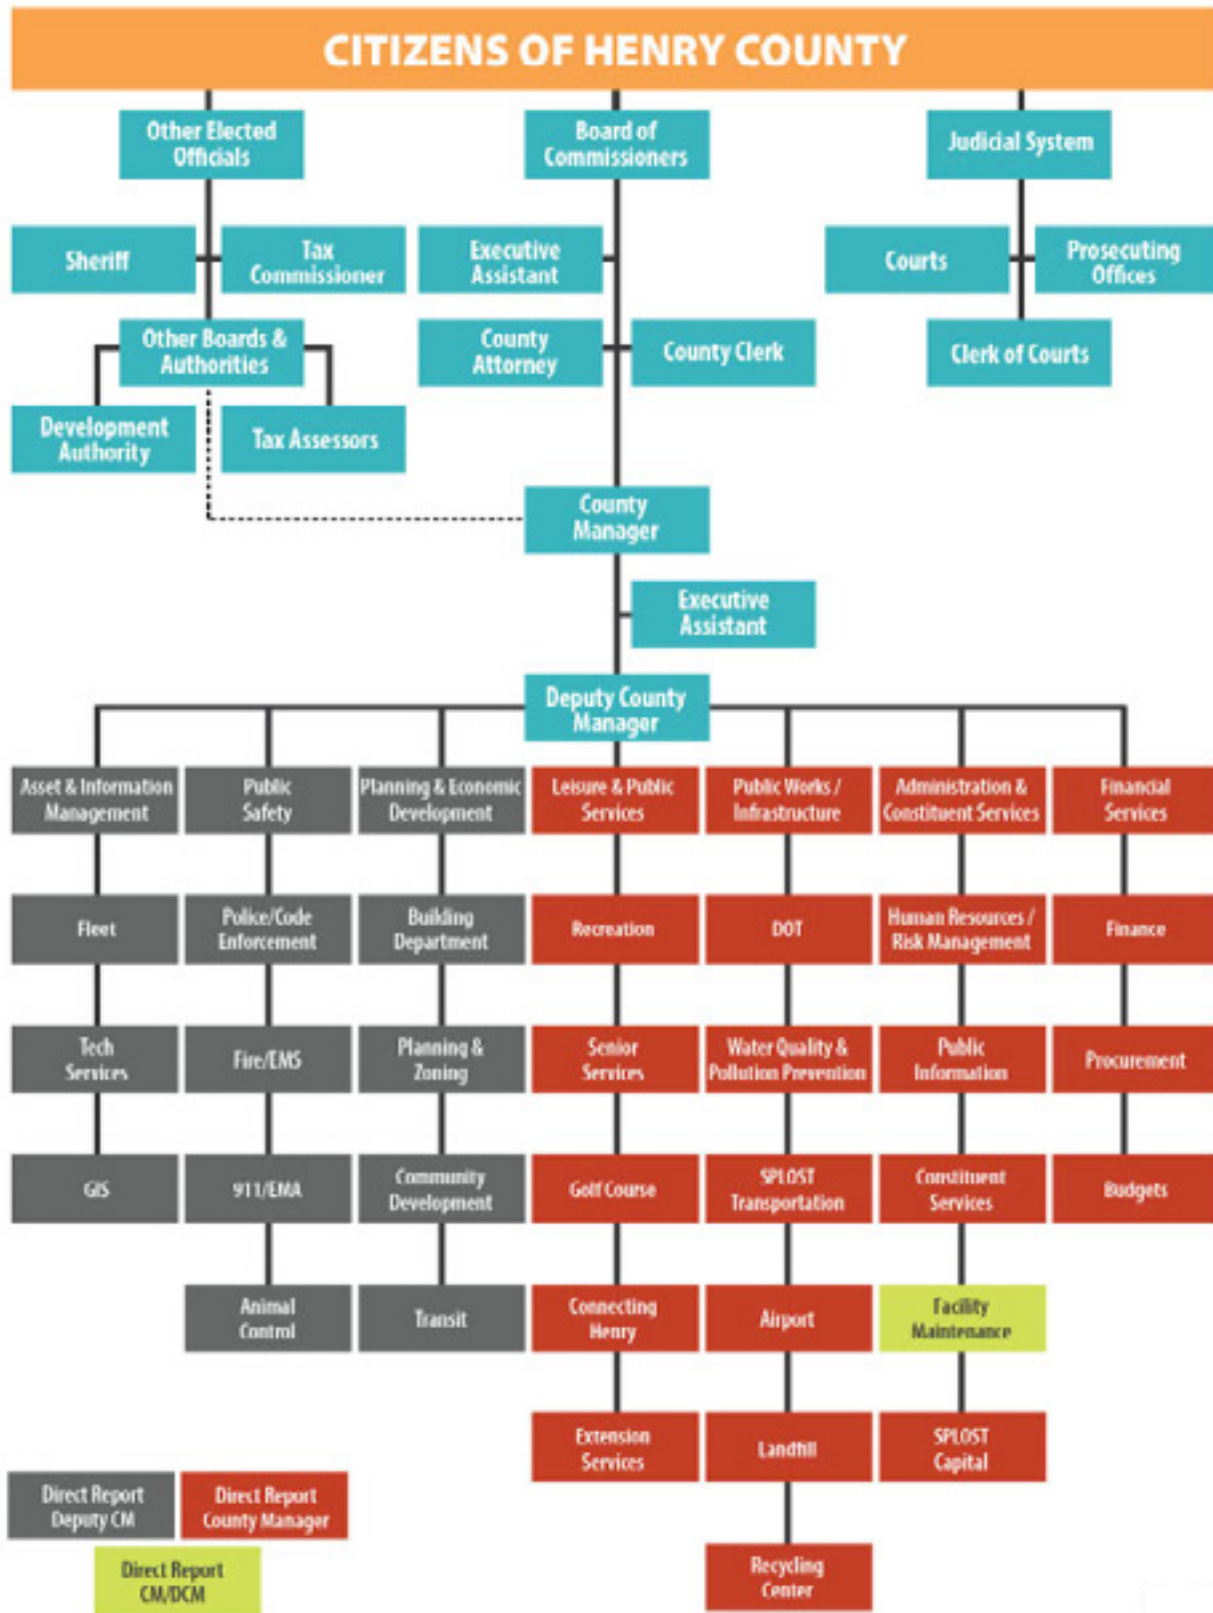 CITIZENS OF HENRY COUNTY
Other Elected
Officials
Board of
Commissioners
Judicial System
Sheriff
Tax
Commissioner
Executive
Assistant
Courts
Prosecuting
Offices
Other Boards &
Authorities
County
Attorney
County Clerk
Clerk of Courts
Development
Authority
Tax Assessors
County
Manager
Executive
Assistant
Deputy County
Manager
Asset & Information
Management
Public
Safety
Planning & Economic
Development
Leisure & Public
Services
Public Works /
Infrastructure
Administration &
Constituent Services
Financial
Services
Fleet
Police/Code
Enforcement
Building
Department
Recreation
DOT
Human Resources /
Risk Management
Finance
Tech
Services
Fire/EMS
Planning &
Zoning
Senior
Services
Water Quality &
Pollution Prevention
Public
Information
Procurement
GIS
911/EMA
Community
Development
Golf Course
SPLOST
Transportation
Constituent
Services
Budgets
Animal
Control
Transit
Connecting
Henry
Airport
Facility
Maintenance
Extension
Services
Landfill
SPLOST
Capital
Direct Report
Deputy CM
Direct Report
County Manager
Direct Report
CM/DCM
Recycling
Center